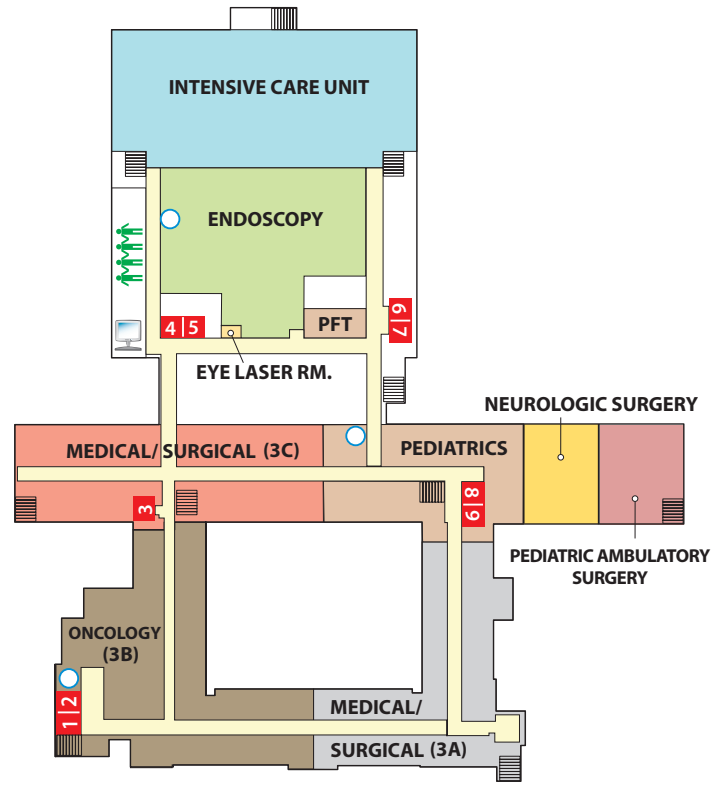 INTENSIVE CARE UNIT
ENDOSCOPY
4|5
PFT
6|7
EYE LASER RM.
NEUROLOGIC SURGERY
MEDICAL/ SURGICAL (3C)
PEDIATRICS
3
8|9
PEDIATRIC AMBULATORY
SURGERY
ONCOLOGY
(3B)
1|2
MEDICAL/
SURGICAL (3A)